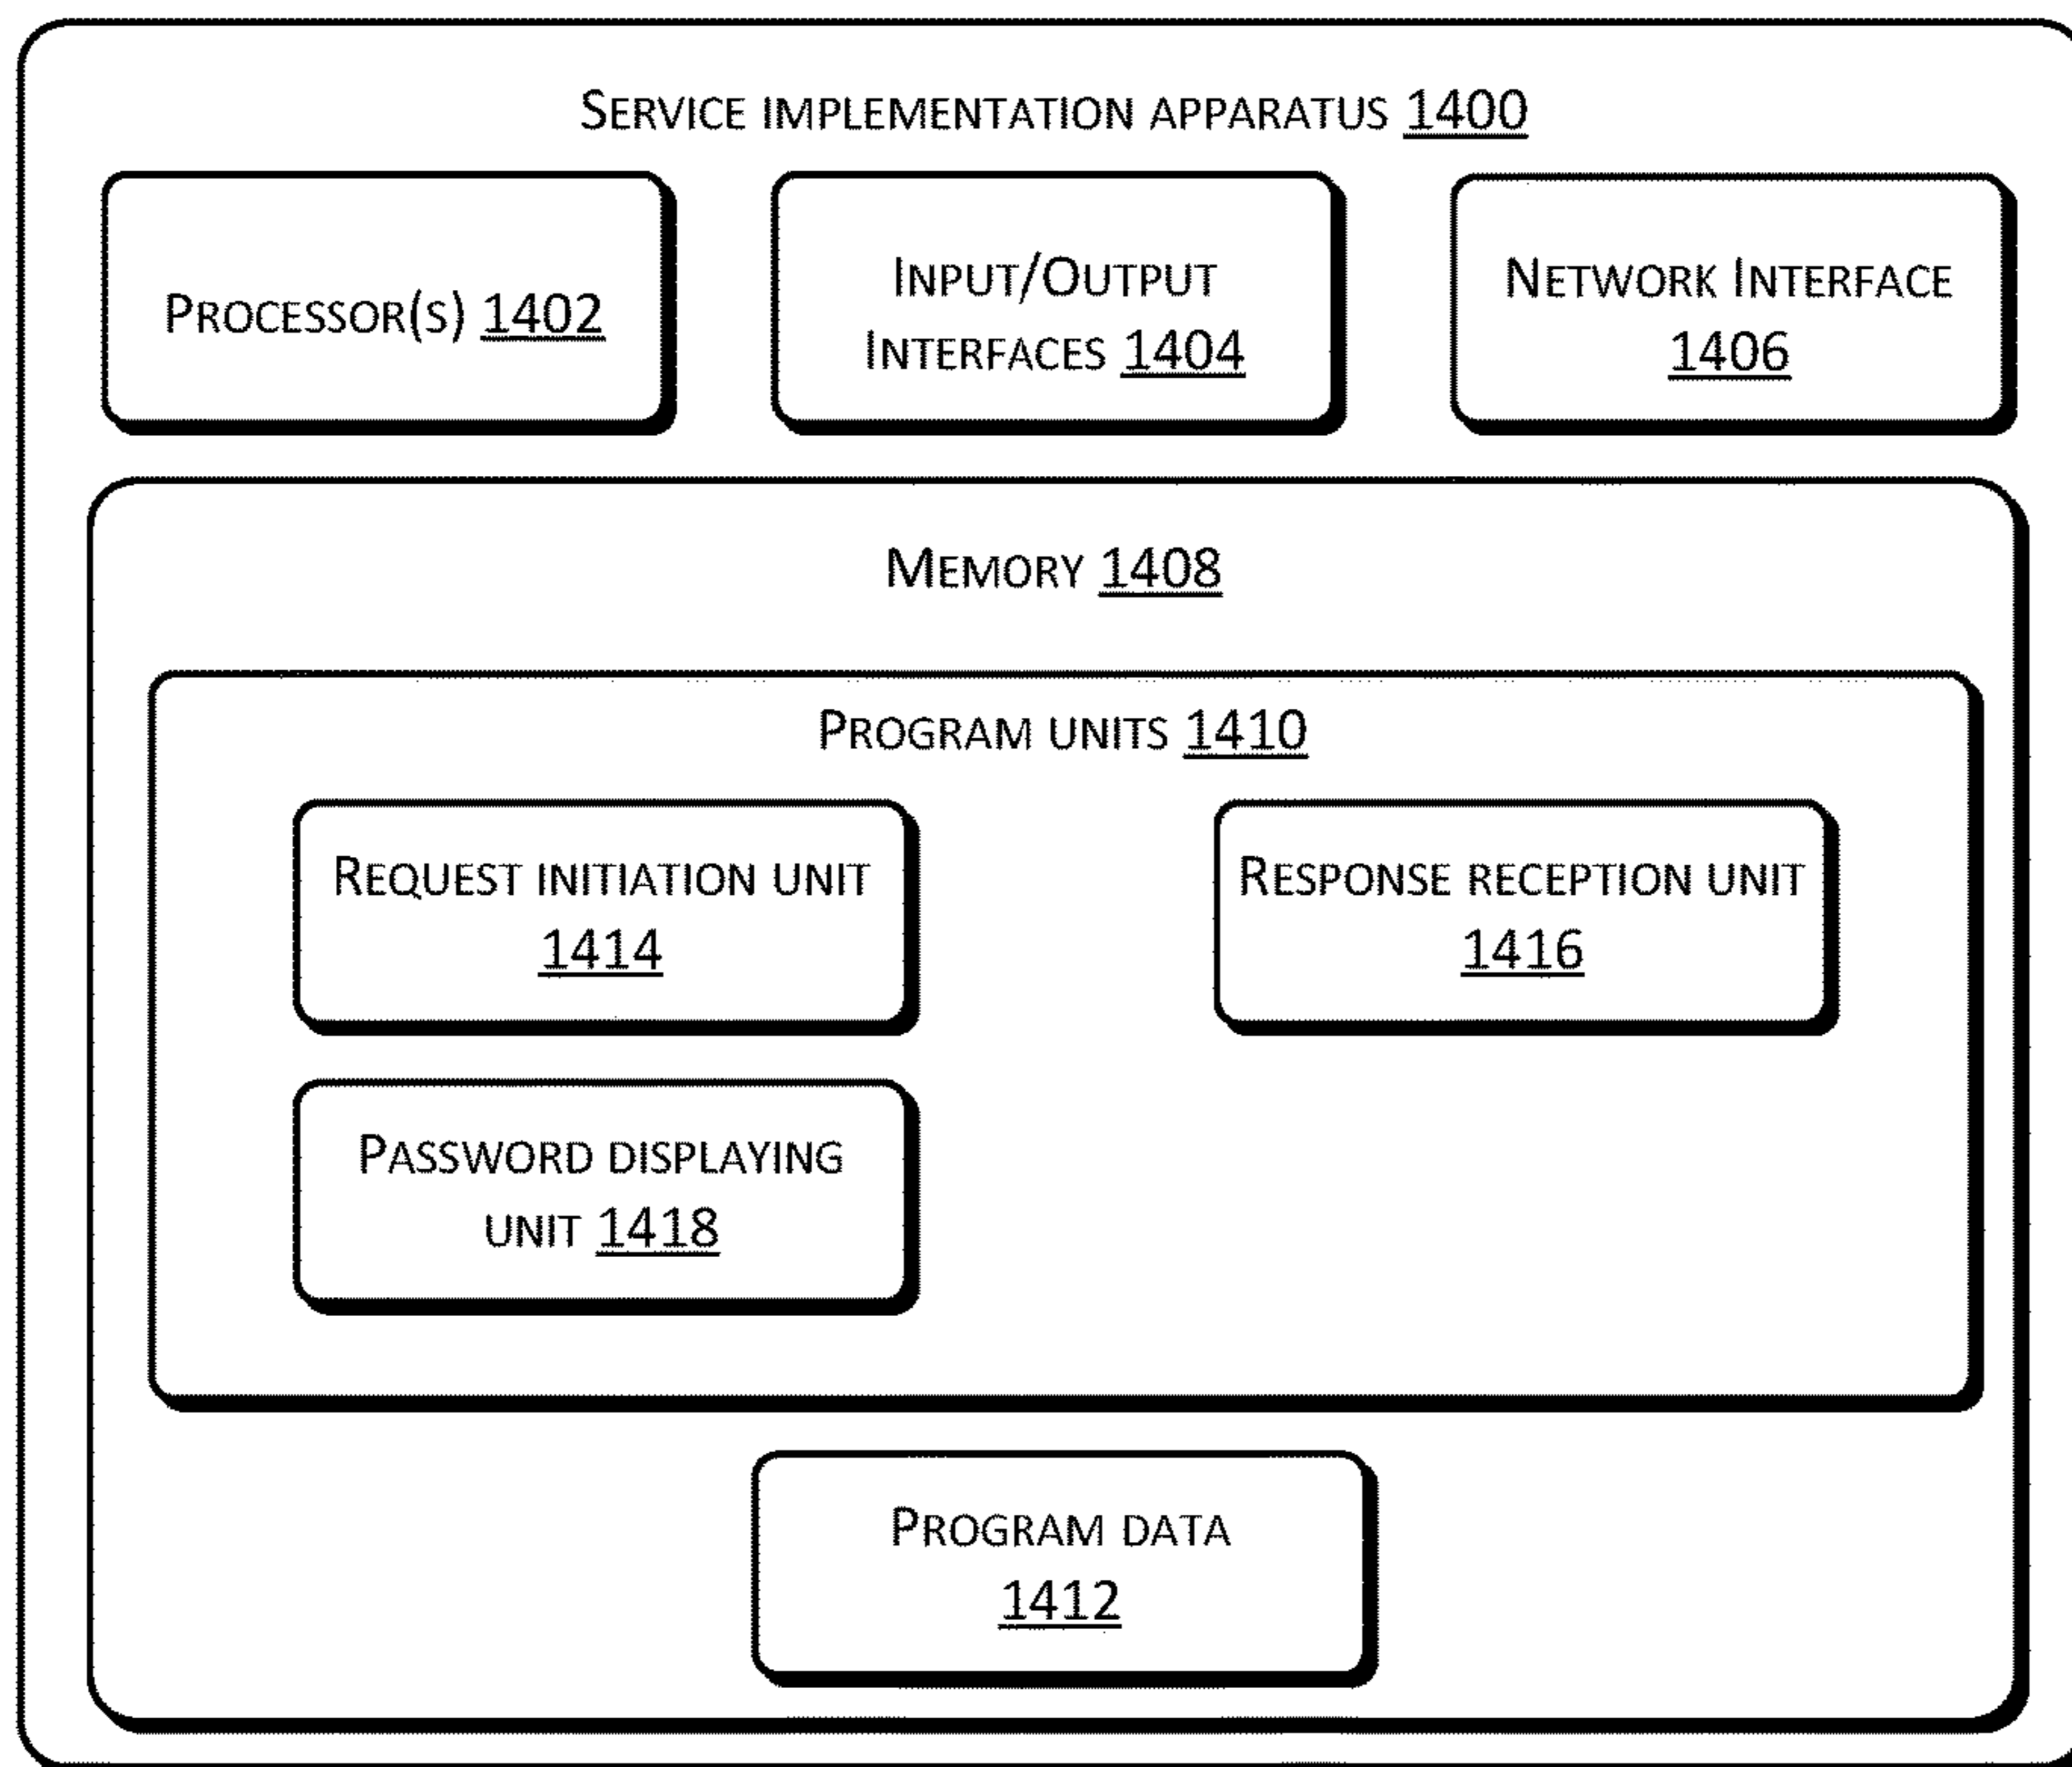 Service implementation apparatus 1400
Processor(s) 1402
Input/Output
Interfaces 1404
Network Interface
1406
Memory 1408
Program units 1410
Request initiation unit
1414
Response reception unit
1416
Password displaying
unit 1418
Program data
1412